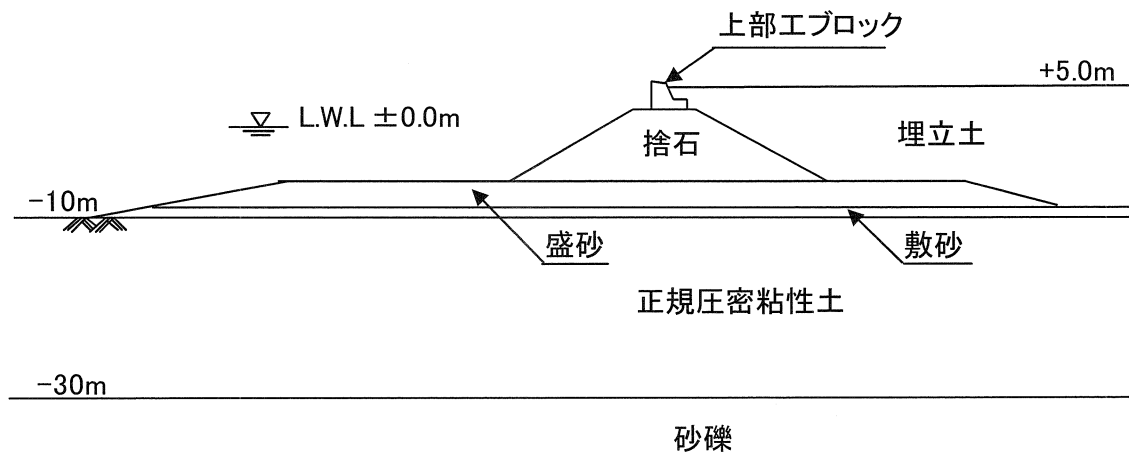 上部工ブロック
+5.0m
L.W.L ±0.0m
捨石
埋立土
-10m
盛砂
敷砂
正規圧密粘性土
-30m
砂礫